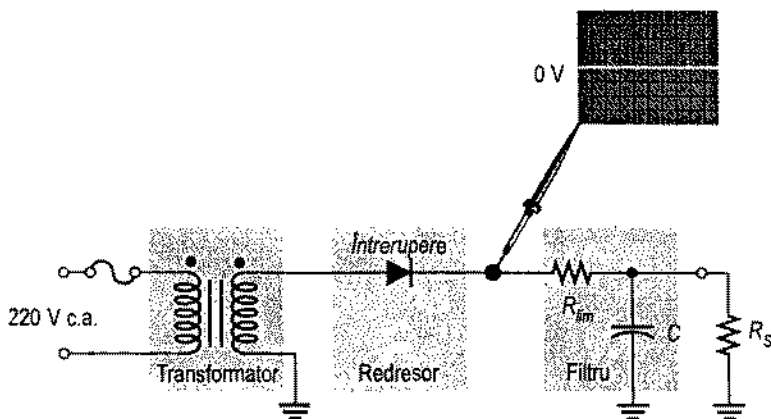 0 V
Întrerupere
220 V c.a.
R_lim
C
R_S
Transformator
Redresor
Filtru